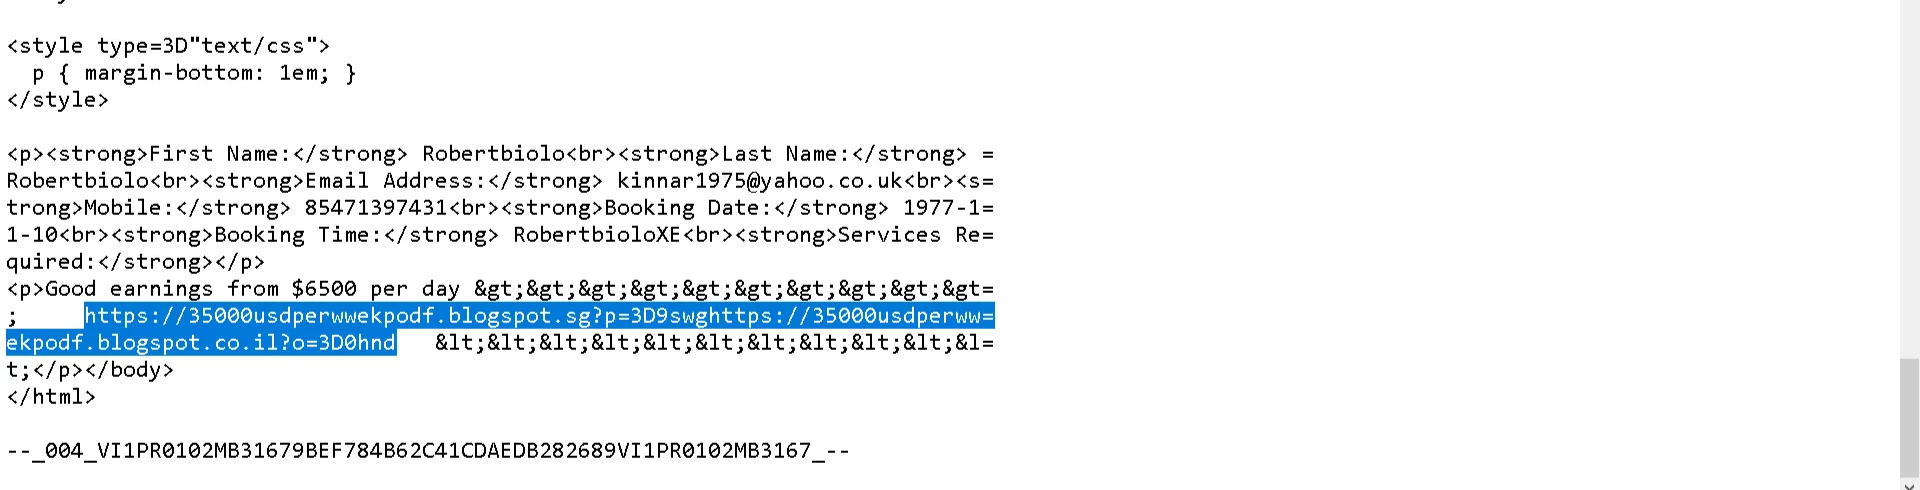 <style type=3D"text/css">
  p { margin-bottom: 1em; }
</style>
<p><strong>First Name:</strong> Robertbiolo<br><strong>Last Name:</strong> =
Robertbiolo<br><strong>Email Address:</strong> kinnar1975@yahoo.co.uk<br><s=
trong>Mobile:</strong> 85471397431<br><strong>Booking Date:</strong> 1977-1=
1-10<br><strong>Booking Time:</strong> RobertbioloXE<br><strong>Services Re=
quired:</strong></p>
<p>Good earnings from $6500 per day &gt;&gt;&gt;&gt;&gt;&gt;&gt;&gt;&gt;&gt=
;     https://35000usdperwwekpodf.blogspot.sg?p=3D9swghttps://35000usdperww=
ekpodf.blogspot.co.il?o=3D0hnd   &lt;&lt;&lt;&lt;&lt;&lt;&lt;&lt;&lt;&lt;&l=
t;</p></body>
</html>
--_004_VI1PR0102MB31679BEF784B62C41CDAEDB282689VI1PR0102MB3167_--